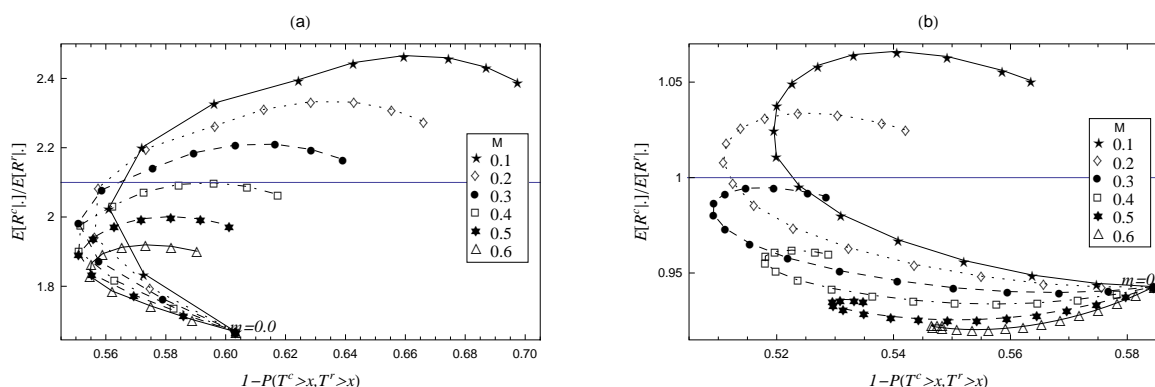 (a)
2.4
2.2
2
1.8
E[R^c|.]/E[R^r|.]
M
0.1
0.2
0.3
0.4
0.5
0.6
m=0.0
0.56 0.58 0.60 0.62 0.64 0.66 0.68 0.70
1−P(T^c>x,T^r>x)
(b)
1.05
1
0.95
E[R^c|.]/E[R^r|.]
M
0.1
0.2
0.3
0.4
0.5
0.6
m=0
0.52 0.54 0.56 0.58
1−P(T^c>x,T^r>x)